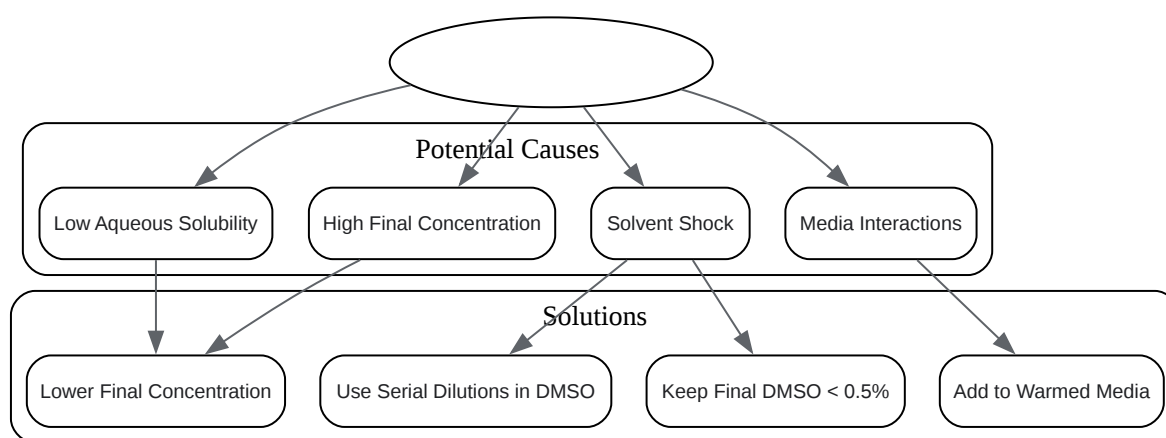 Potential Causes
Low Aqueous Solubility
High Final Concentration
Solvent Shock
Media Interactions
Solutions
Lower Final Concentration
Use Serial Dilutions in DMSO
Keep Final DMSO < 0.5%
Add to Warmed Media